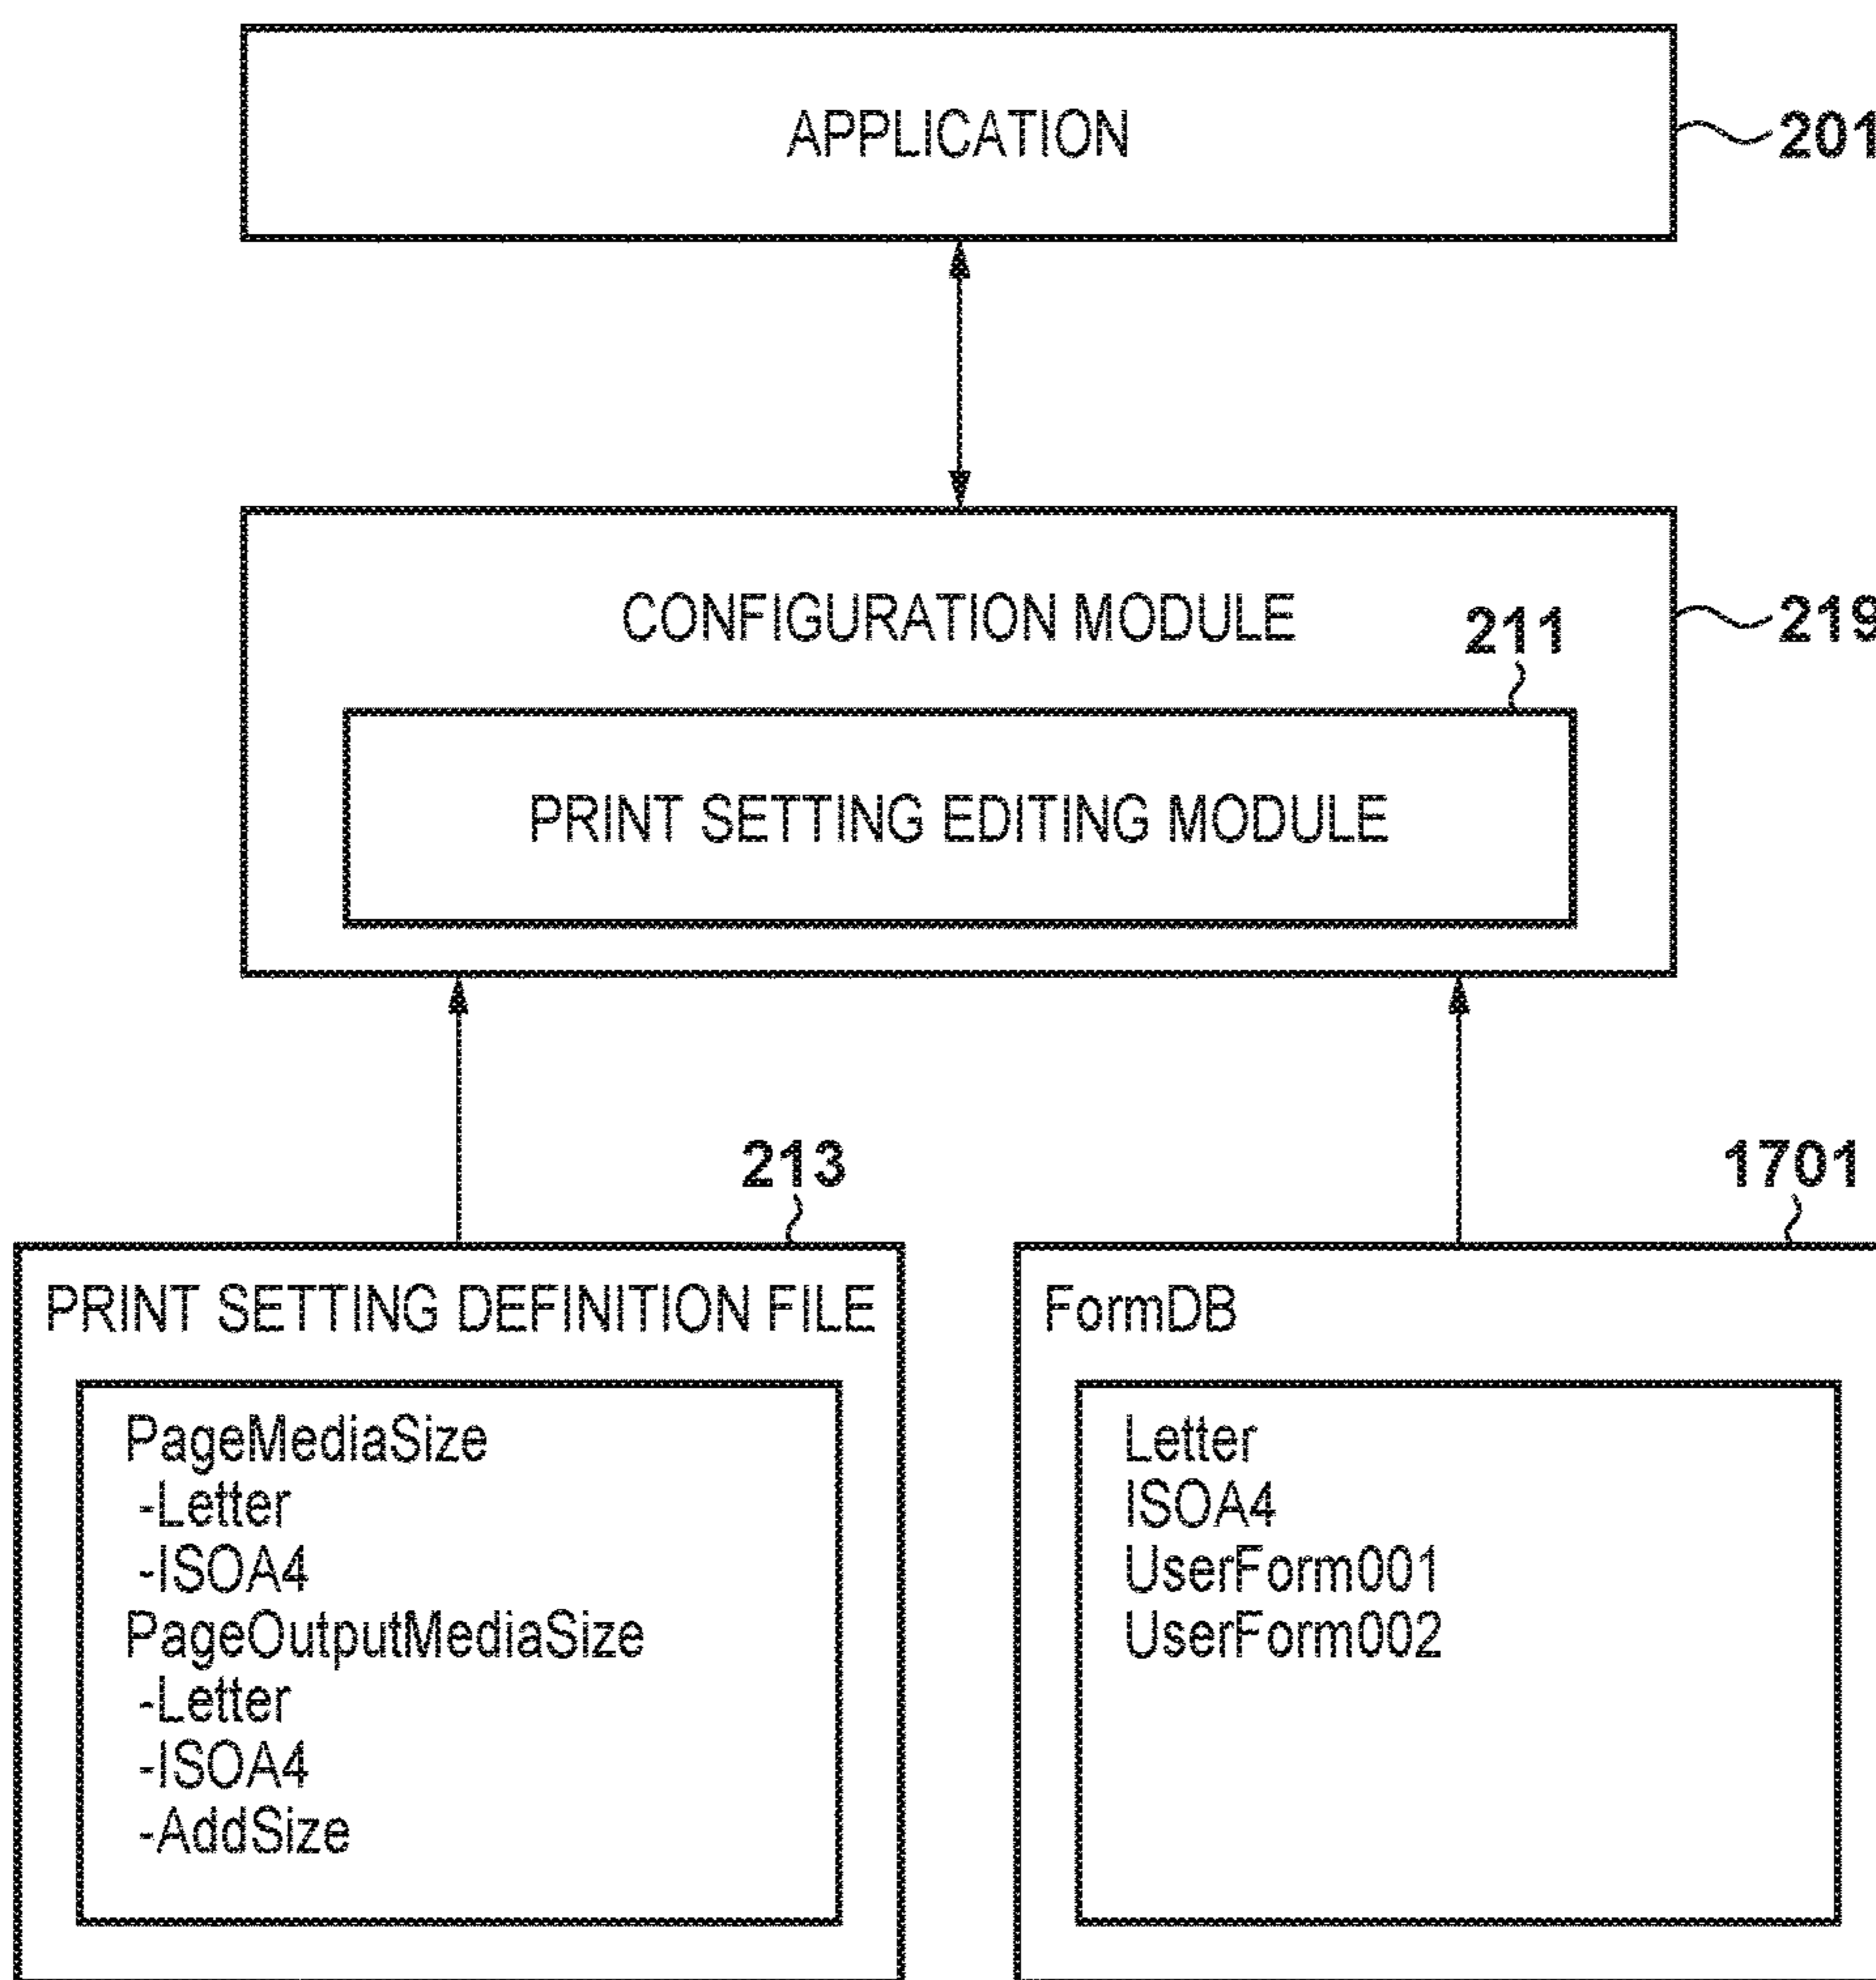 APPLICATION
201
CONFIGURATION MODULE
219
211
PRINT SETTING EDITING MODULE
213
PRINT SETTING DEFINITION FILE
PageMediaSize
-Letter
-ISOA4
PageOutputMediaSize
-Letter
-ISOA4
-AddSize
1701
FormDB
Letter
ISOA4
UserForm001
UserForm002